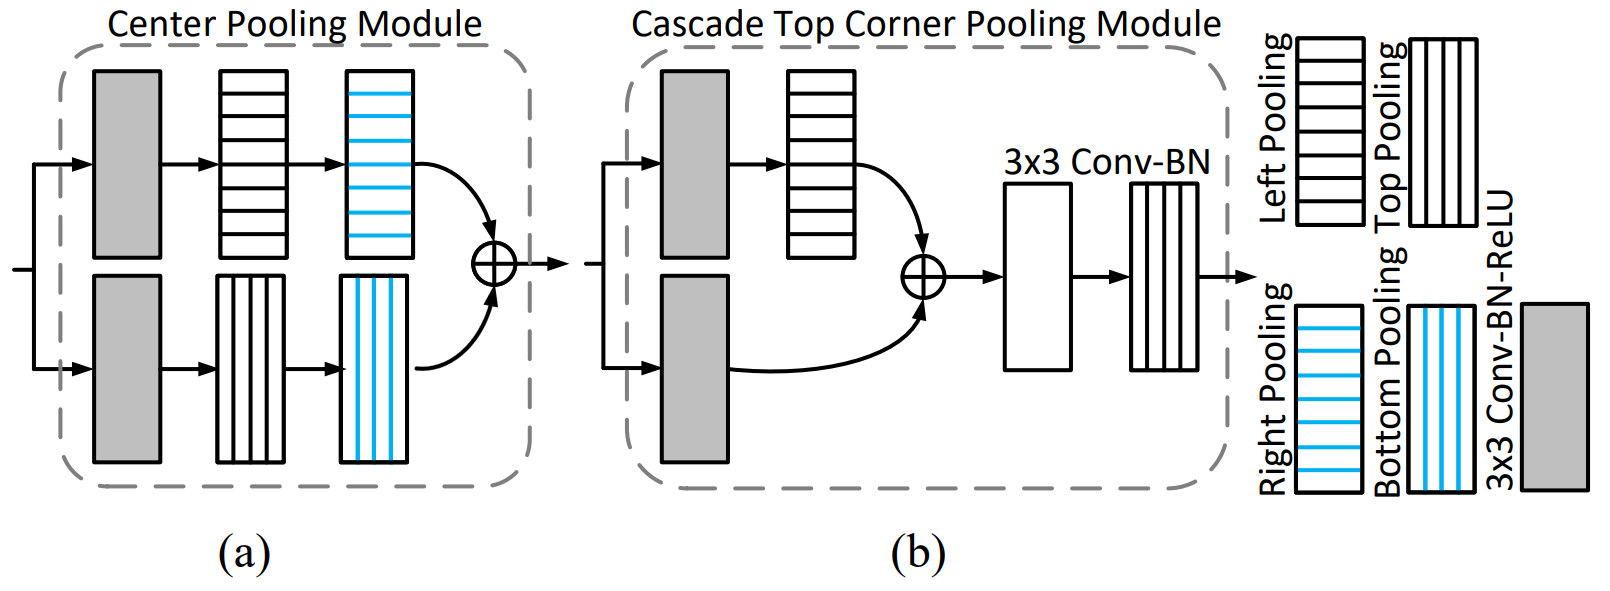 Center Pooling Module
Cascade Top Corner Pooling Module
3x3 Conv-BN
Left Pooling
Top Pooling
Right Pooling
Bottom Pooling
3x3 Conv-BN-ReLU
(a)
(b)